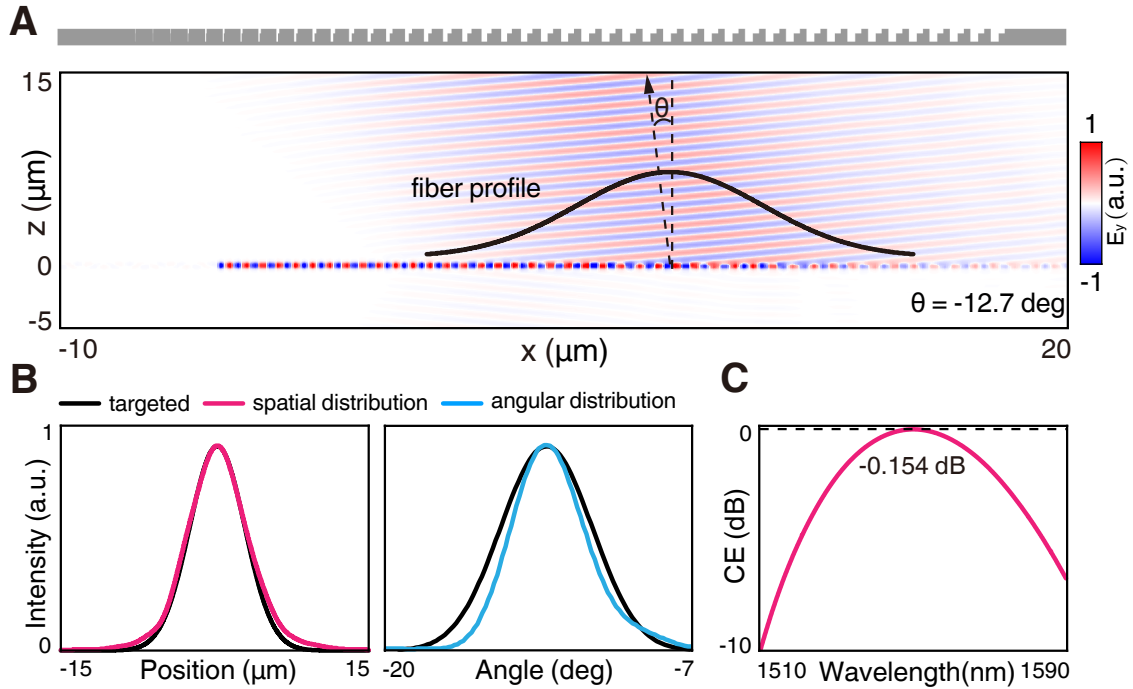 A
15
θ
fiber profile
z (μm)
0
-5
θ = -12.7 deg
-10
x (μm)
20
1
E_y (a.u.)
-1
B
targeted
spatial distribution
angular distribution
1
Intensity (a.u.)
0
-15
Position (μm)
15
-20
Angle (deg)
-7
C
0
-0.154 dB
CE (dB)
-10
1510
Wavelength(nm)
1590